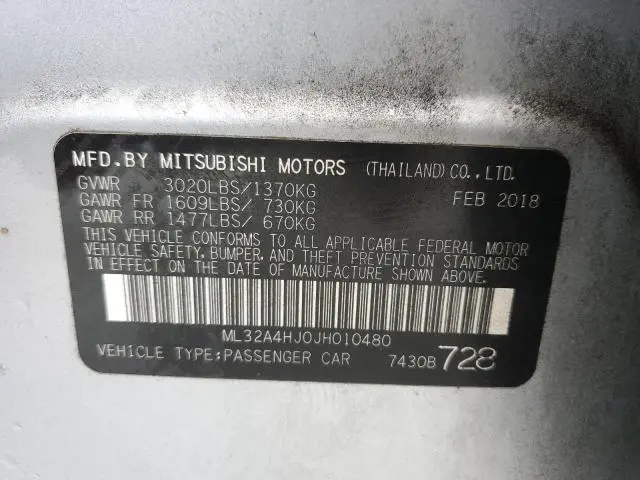 MFD.BY MITSUBISHI MOTORS (THAILAND)CO.,LTD.
GVWR 3020LBS/1370KG FEB 2018
GAWR FR 1609LBS/ 730KG
GAWR RR 1477LBS/ 670KG
THIS VEHICLE CONFORMS TO ALL APPLICABLE FEDERAL MOTOR
VEHICLE SAFETY, BUMPER, AND THEFT PREVENTION STANDARDS
IN EFFECT ON THE DATE OF MANUFACTURE SHOWN ABOVE.
ML32A4HJ0JH010480
VEHICLE TYPE;PASSENGER CAR 7430B 728